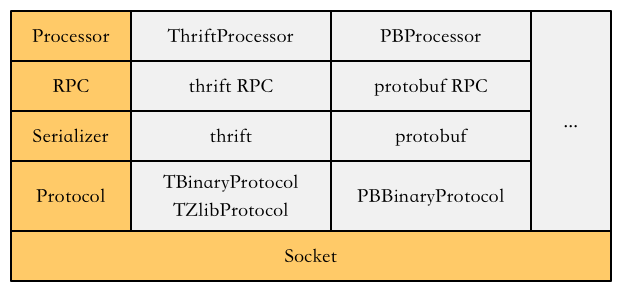 Processor
ThriftProcessor
PBProcessor
RPC
thrift RPC
protobuf RPC
...
Serializer
thrift
protobuf
Protocol
TBinaryProtocol
TZlibProtocol
PBBinaryProtocol
Socket